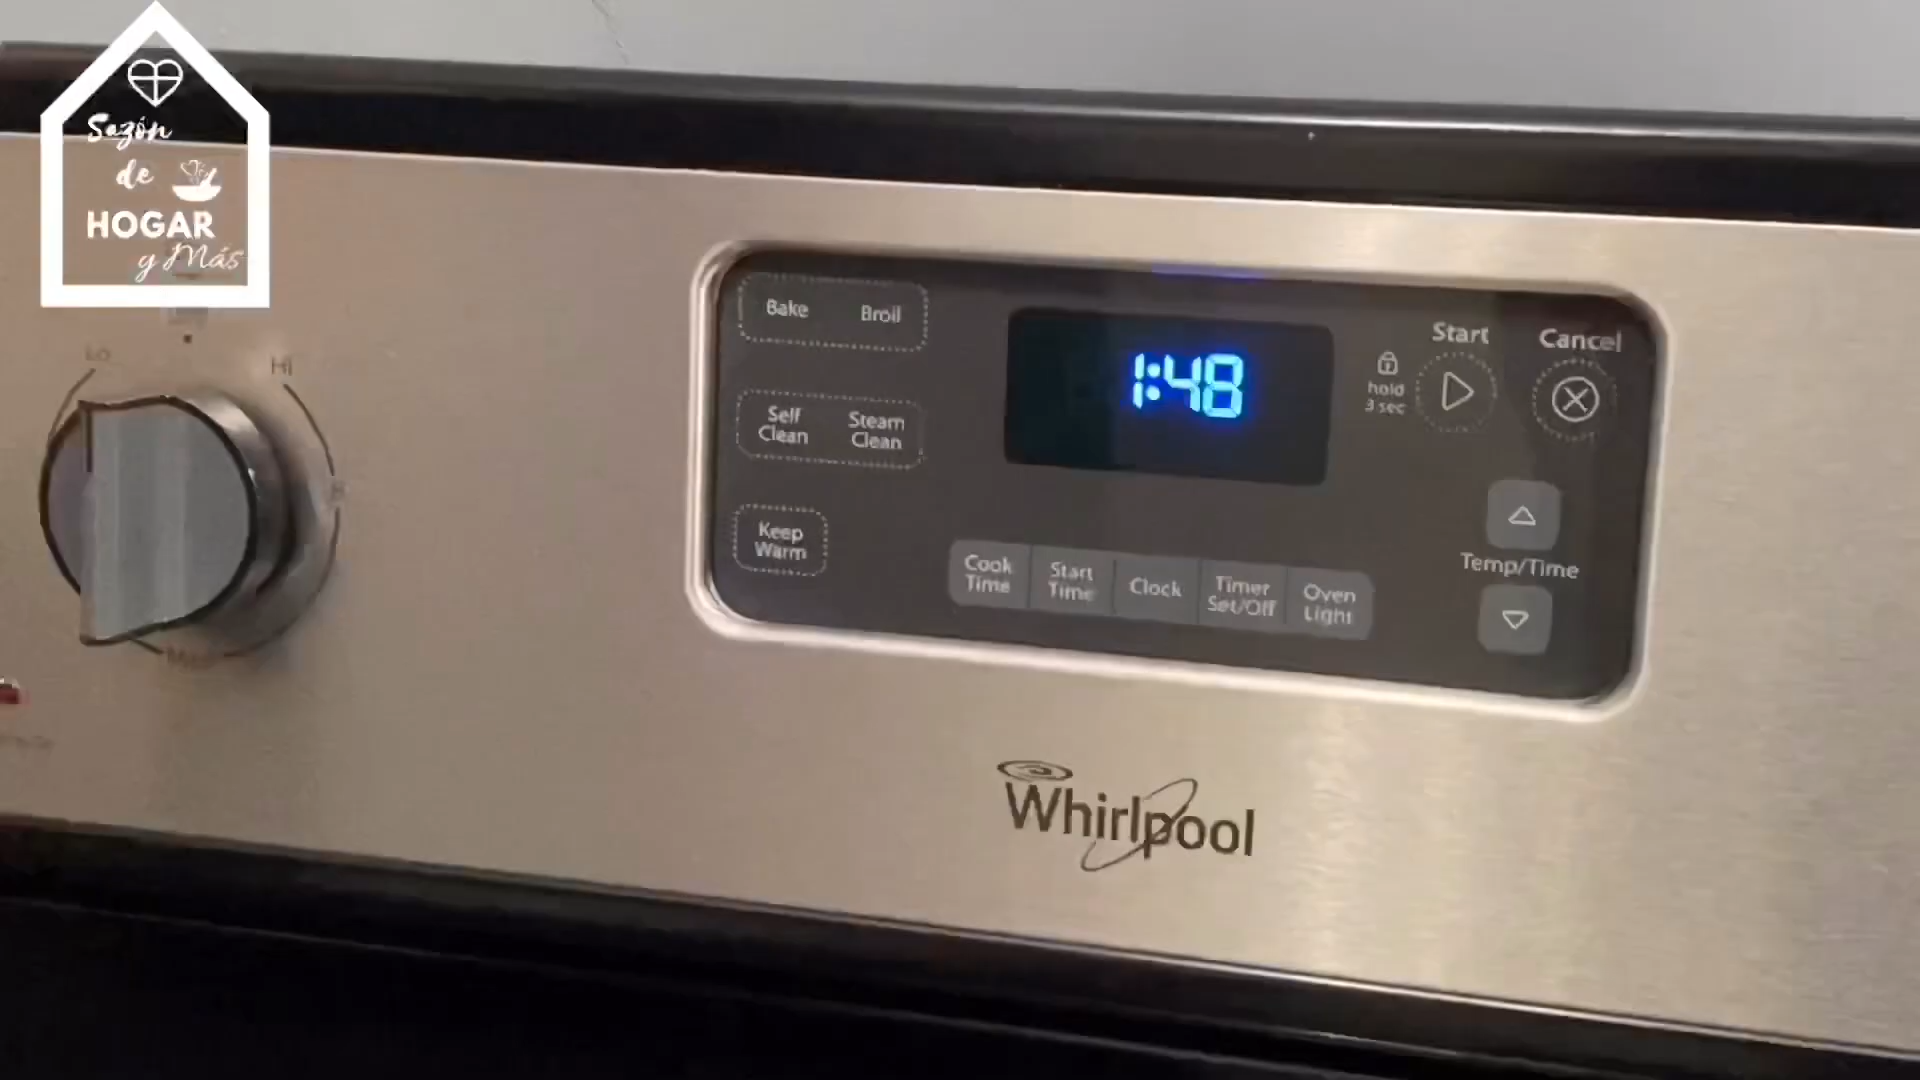 Sazón
de
HOGAR
y Más
Lo
Hi
Bake
Broil
Self
Clean
Steam
Clean
Keep
Warm
1:48
hold
3 sec
Start
Cancel
Temp/Time
Cook
Time
Start
Time
Clock
Timer
Set/Off
Oven
Light
Whirlpool